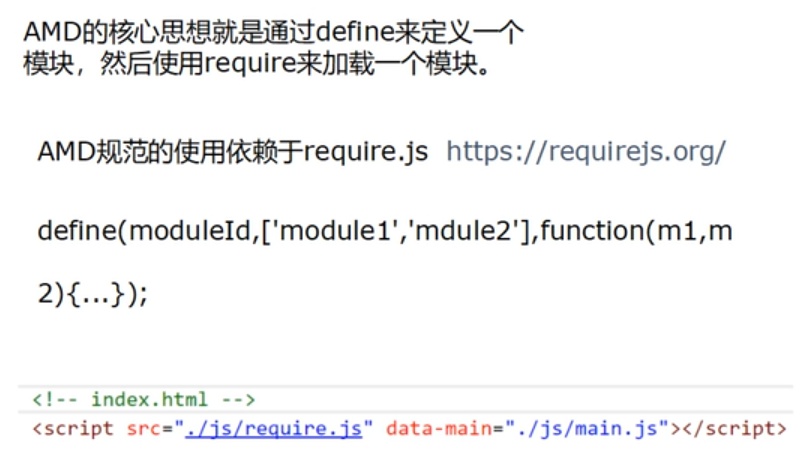 AMD的核心思想就是通过define来定义一个
模块，然后使用require来加载一个模块。
AMD规范的使用依赖于require.js https://requirejs.org/
define(moduleId,['module1','mdule2'],function(m1,m
2){...});
<!-- index.html -->
<script src="./js/require.js" data-main="./js/main.js"></script>